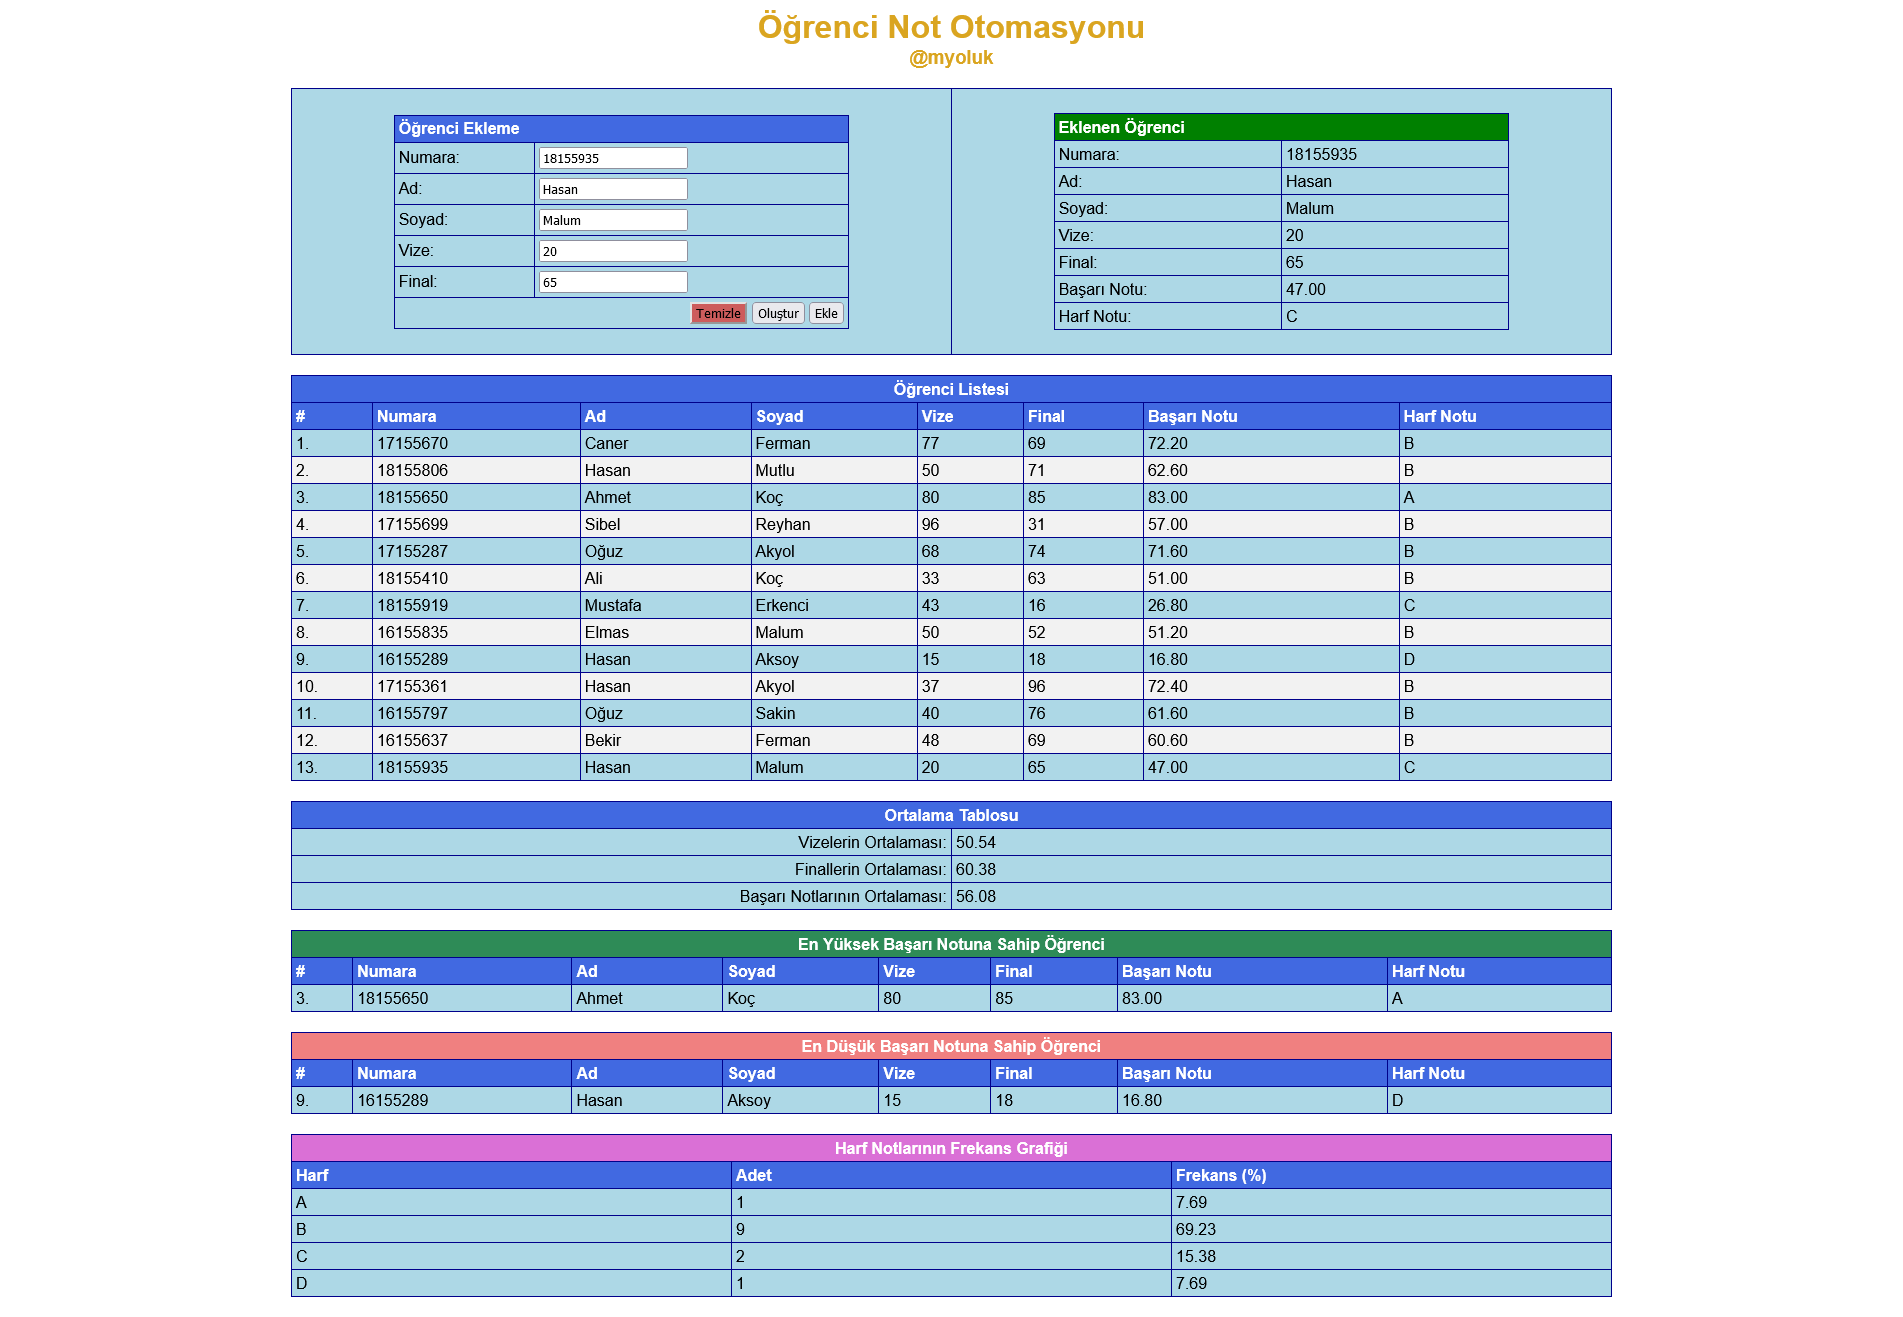 Öğrenci Not Otomasyonu
@myoluk
Öğrenci Ekleme
Numara: 18155935
Ad: Hasan
Soyad: Malum
Vize: 20
Final: 65
Temizle Oluştur Ekle
Eklenen Öğrenci
Numara: 18155935
Ad: Hasan
Soyad: Malum
Vize: 20
Final: 65
Başarı Notu: 47.00
Harf Notu: C
Öğrenci Listesi
# Numara Ad Soyad Vize Final Başarı Notu Harf Notu
1. 17155670 Caner Ferman 77 69 72.20 B
2. 18155806 Hasan Mutlu 50 71 62.60 B
3. 18155650 Ahmet Koç 80 85 83.00 A
4. 17155699 Sibel Reyhan 96 31 57.00 B
5. 17155287 Oğuz Akyol 68 74 71.60 B
6. 18155410 Ali Koç 33 63 51.00 B
7. 18155919 Mustafa Erkenci 43 16 26.80 C
8. 16155835 Elmas Malum 50 52 51.20 B
9. 16155289 Hasan Aksoy 15 18 16.80 D
10. 17155361 Hasan Akyol 37 96 72.40 B
11. 16155797 Oğuz Sakin 40 76 61.60 B
12. 16155637 Bekir Ferman 48 69 60.60 B
13. 18155935 Hasan Malum 20 65 47.00 C
Ortalama Tablosu
Vizelerin Ortalaması: 50.54
Finallerin Ortalaması: 60.38
Başarı Notlarının Ortalaması: 56.08
En Yüksek Başarı Notuna Sahip Öğrenci
# Numara Ad Soyad Vize Final Başarı Notu Harf Notu
3. 18155650 Ahmet Koç 80 85 83.00 A
En Düşük Başarı Notuna Sahip Öğrenci
# Numara Ad Soyad Vize Final Başarı Notu Harf Notu
9. 16155289 Hasan Aksoy 15 18 16.80 D
Harf Notlarının Frekans Grafiği
Harf Adet Frekans (%)
A 1 7.69
B 9 69.23
C 2 15.38
D 1 7.69